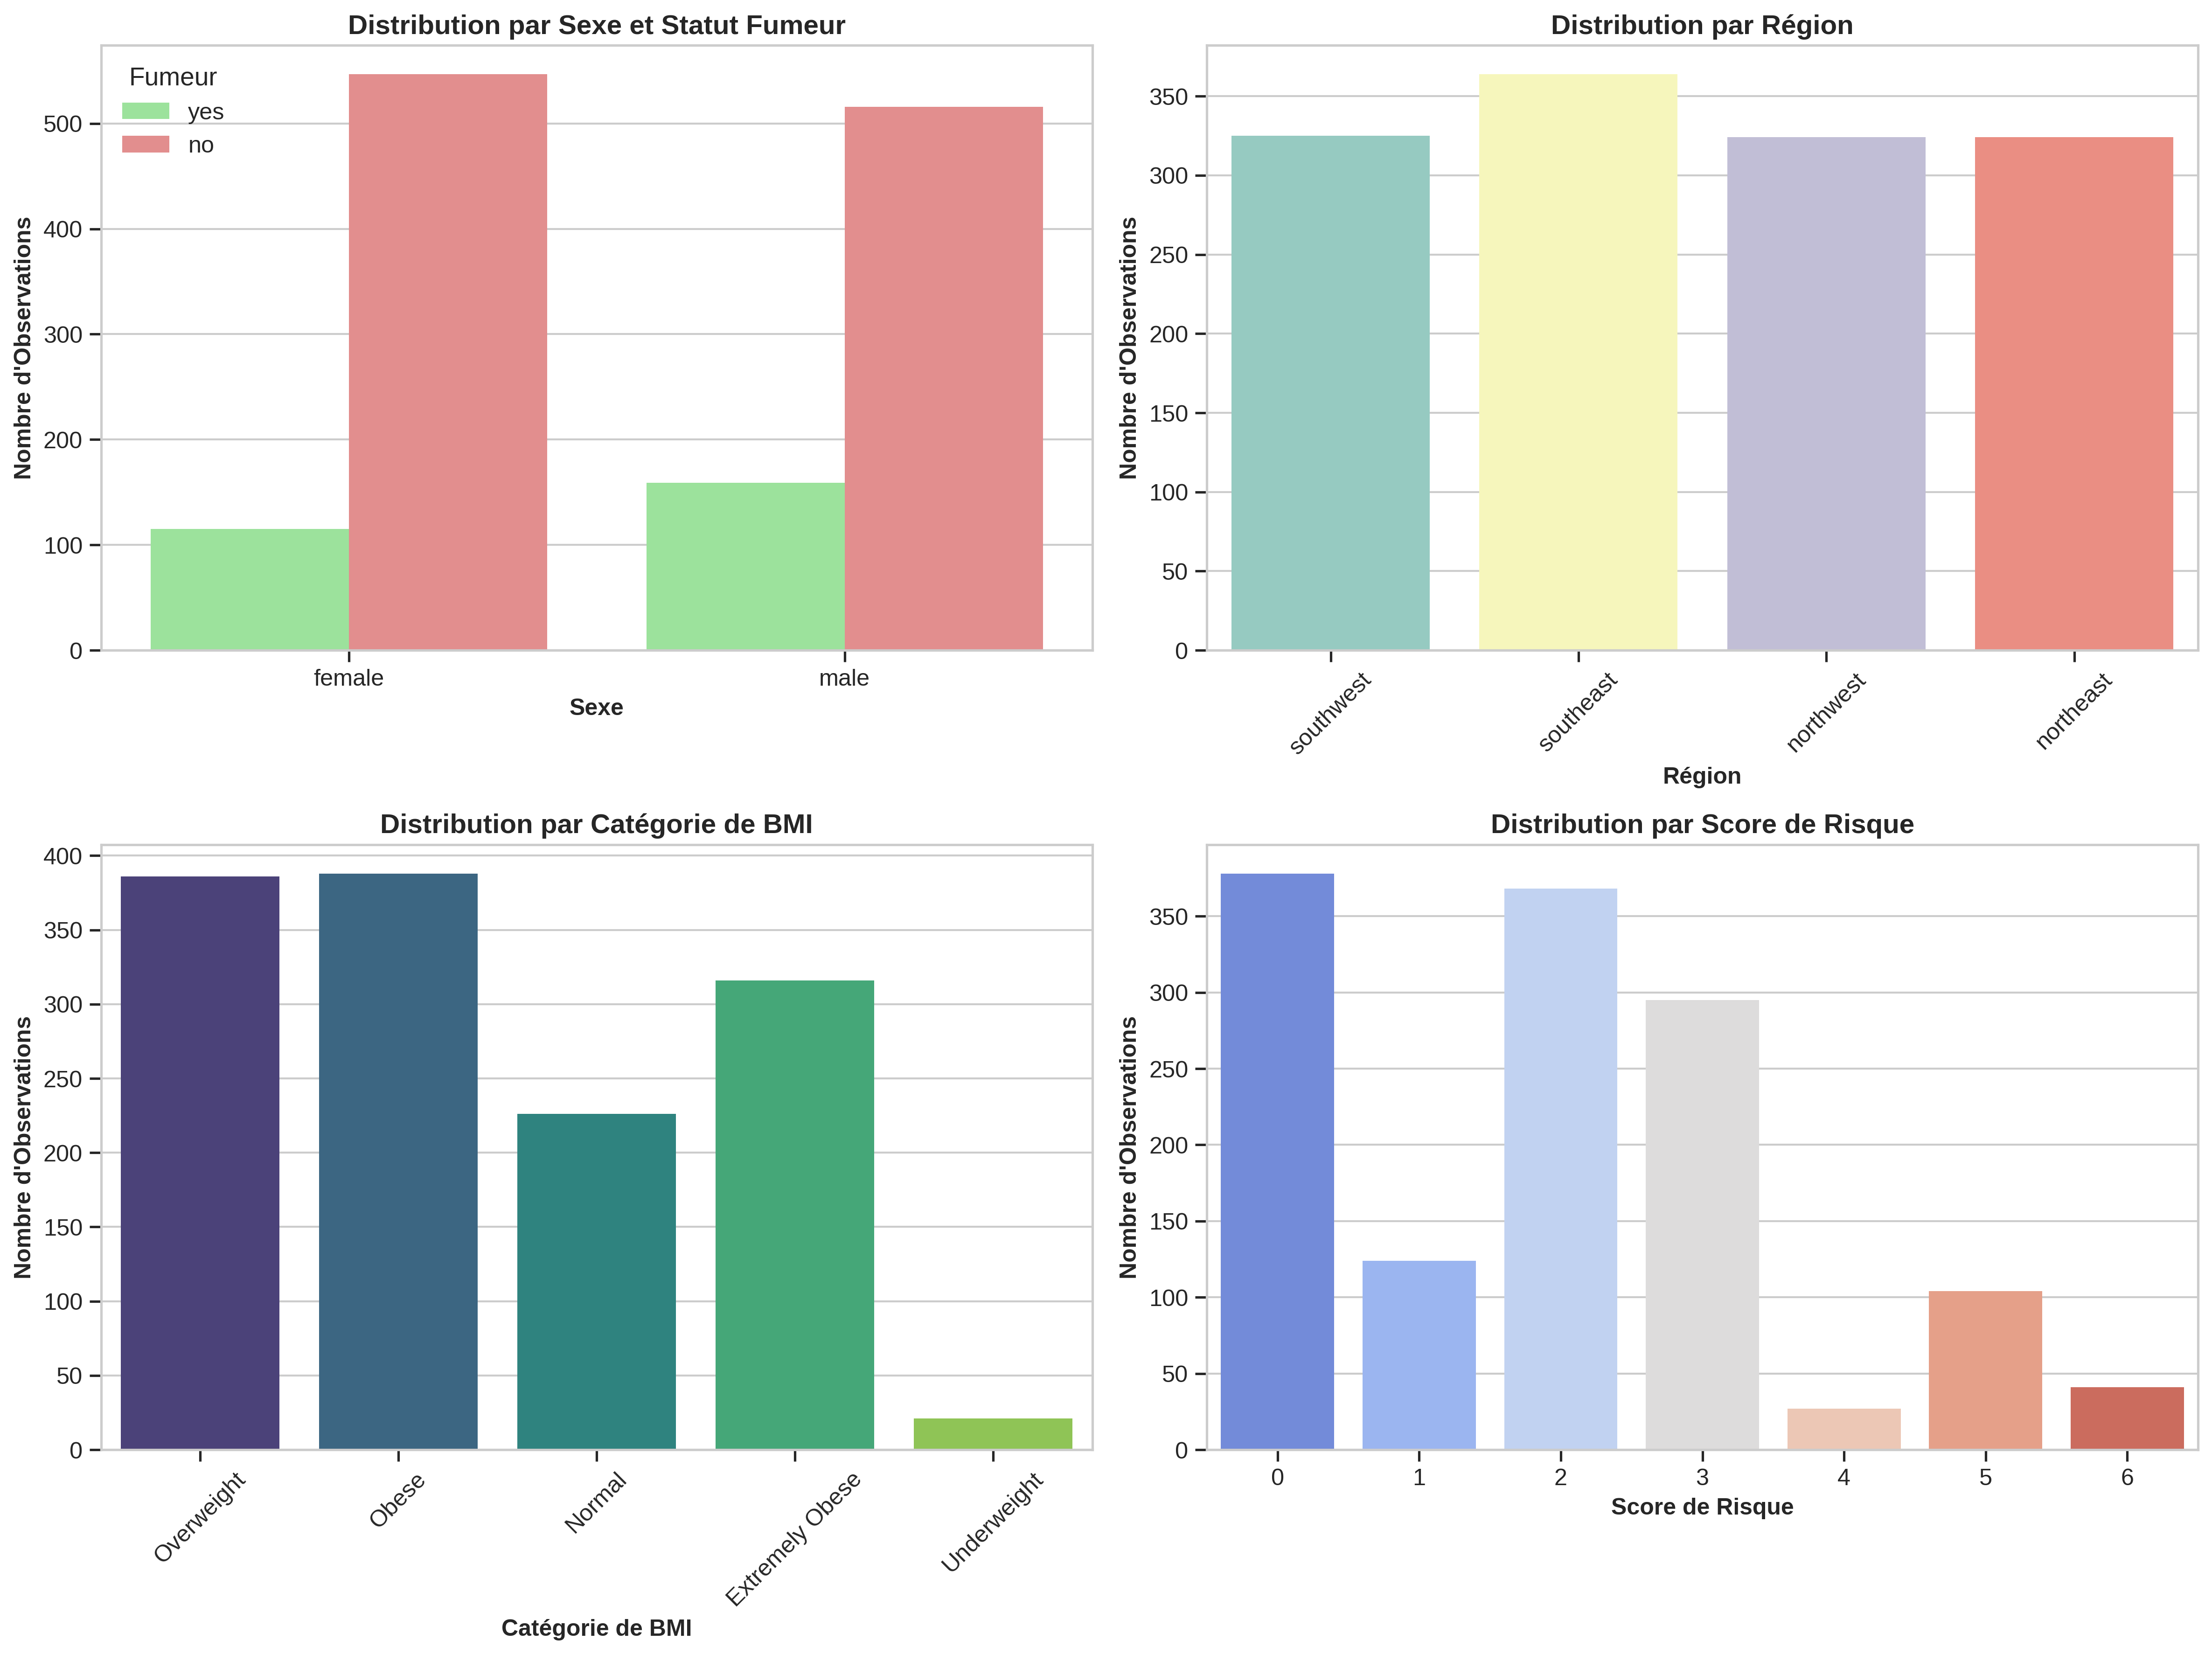 Distribution par Sexe et Statut Fumeur
Nombre d'Observations
500
400
300
200
100
0
Fumeur
yes
no
female
male
Sexe
Distribution par Région
Nombre d'Observations
350
300
250
200
150
100
50
0
southwest
southeast
northwest
northeast
Région
Distribution par Catégorie de BMI
Nombre d'Observations
400
350
300
250
200
150
100
50
0
Overweight
Obese
Normal
Extremely Obese
Underweight
Catégorie de BMI
Distribution par Score de Risque
Nombre d'Observations
350
300
250
200
150
100
50
0
0
1
2
3
4
5
6
Score de Risque